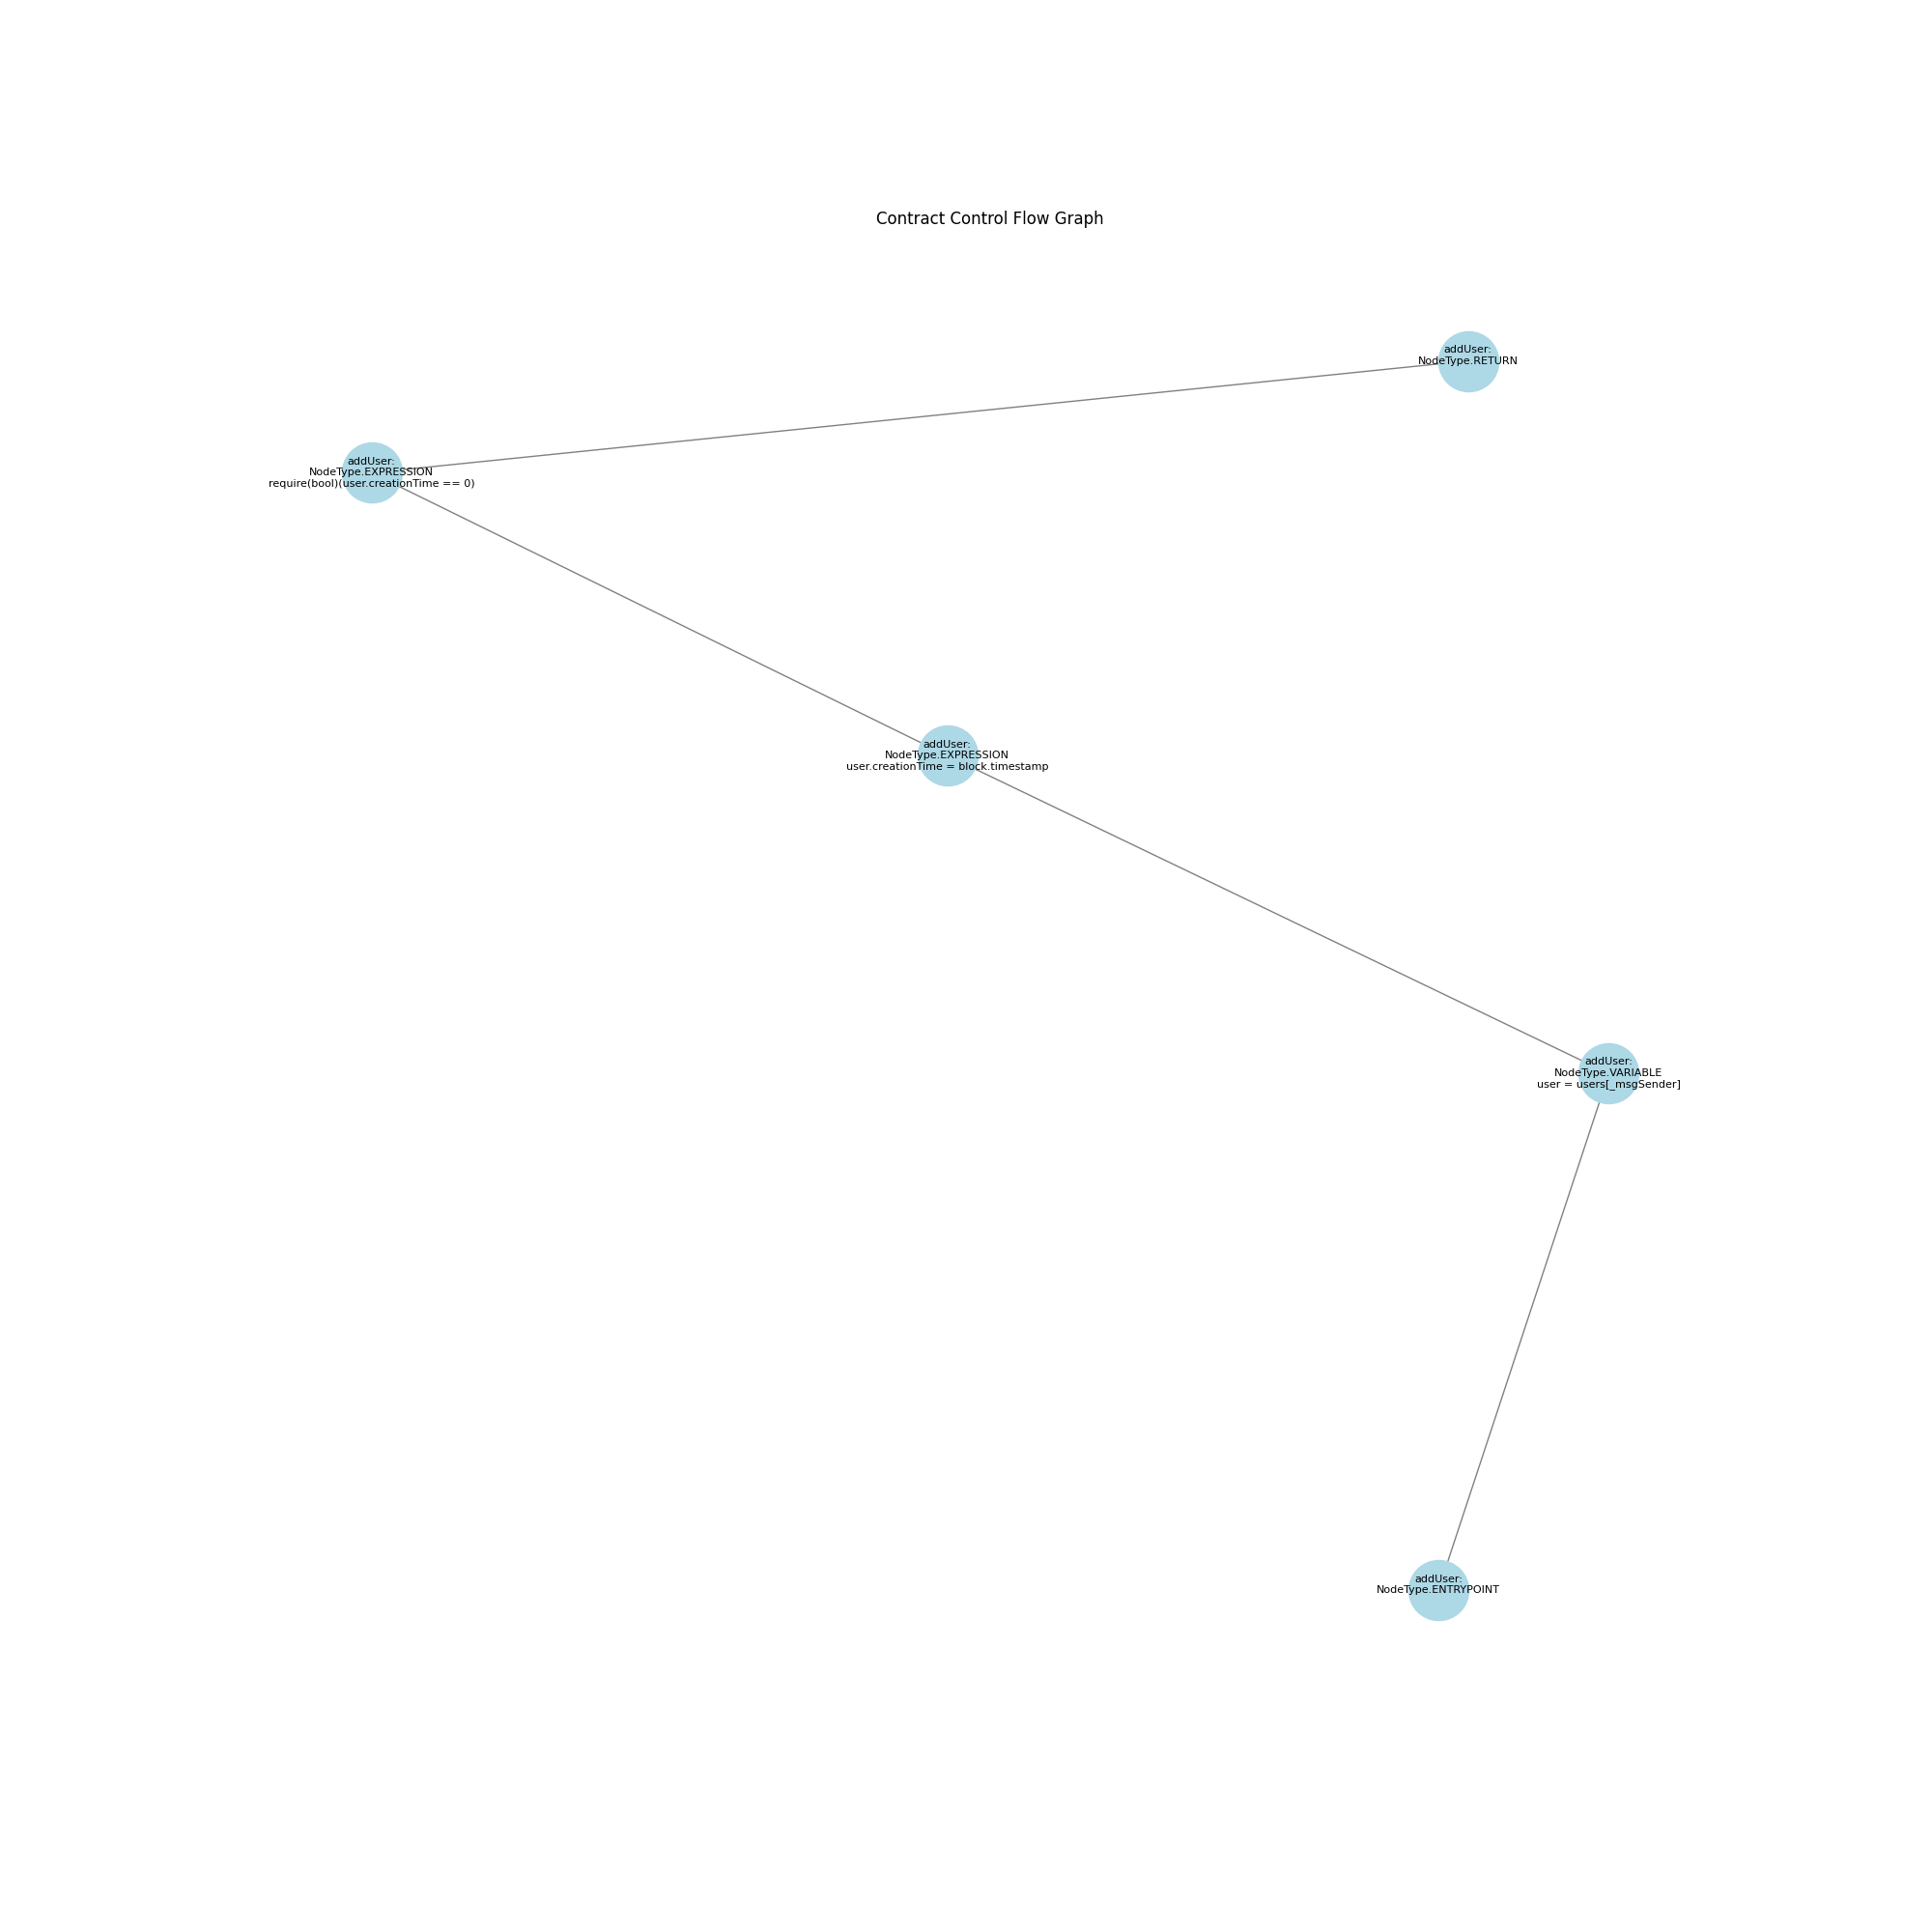 Contract Control Flow Graph
addUser:
NodeType.RETURN
addUser:
NodeType.EXPRESSION
require(bool)(user.creationTime == 0)
addUser:
NodeType.EXPRESSION
user.creationTime = block.timestamp
addUser:
NodeType.VARIABLE
user = users[_msgSender]
addUser:
NodeType.ENTRYPOINT